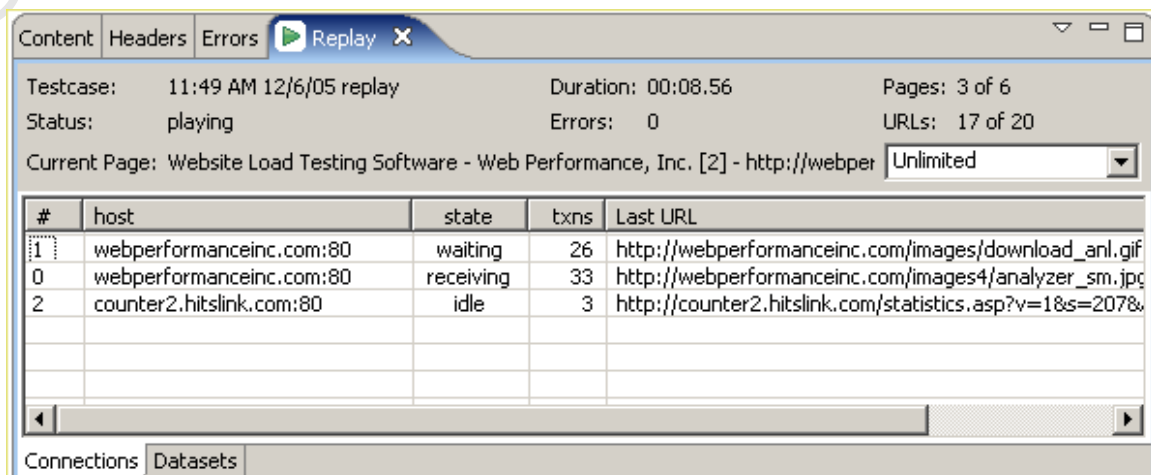 Content Headers Errors Replay
Testcase: 11:49 AM 12/6/05 replay Duration: 00:08.56 Pages: 3 of 6
Status: playing Errors: 0 URLs: 17 of 20
Current Page: Website Load Testing Software - Web Performance, Inc. [2] - http://webper Unlimited
# host state txns Last URL
1 webperformanceinc.com:80 waiting 26 http://webperformanceinc.com/images/download_anl.gif
0 webperformanceinc.com:80 receiving 33 http://webperformanceinc.com/images4/analyzer_sm.jpg
2 counter2.hitslink.com:80 idle 3 http://counter2.hitslink.com/statistics.asp?v=1&s=207&
Connections Datasets